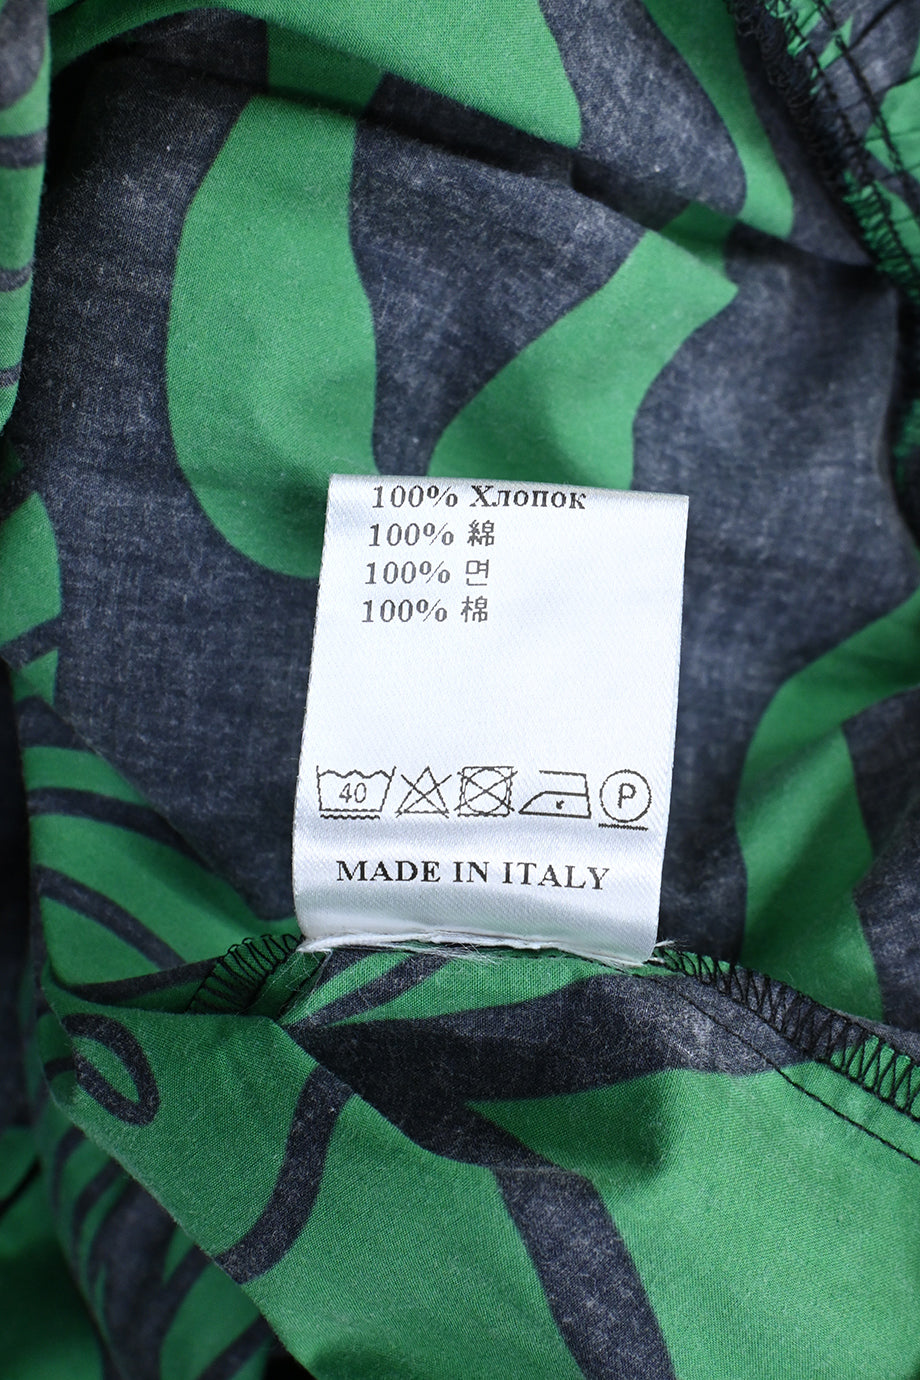 100% Хлопок
100% 綿
100% 면
100% 棉
40 P
MADE IN ITALY